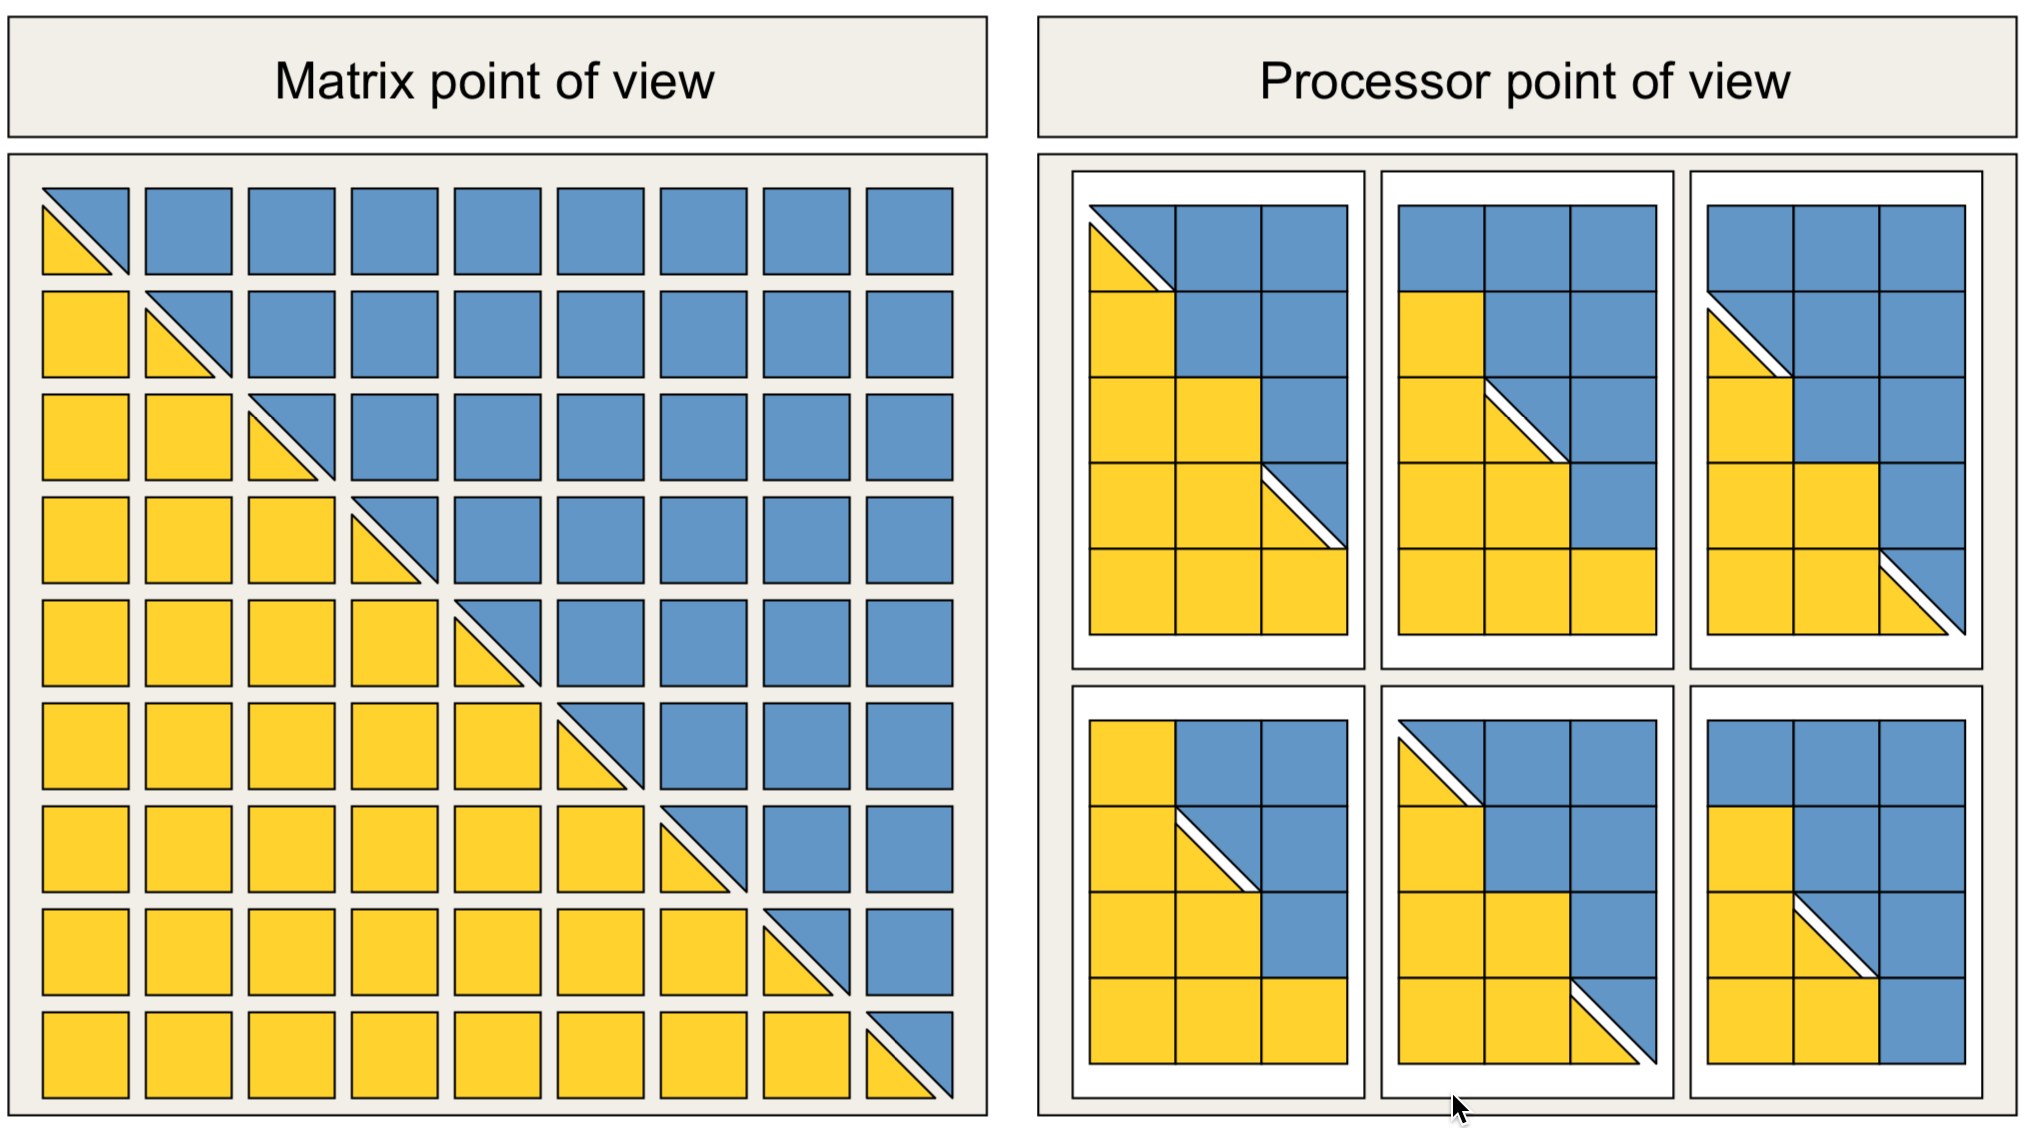 Matrix point of view
Processor point of view